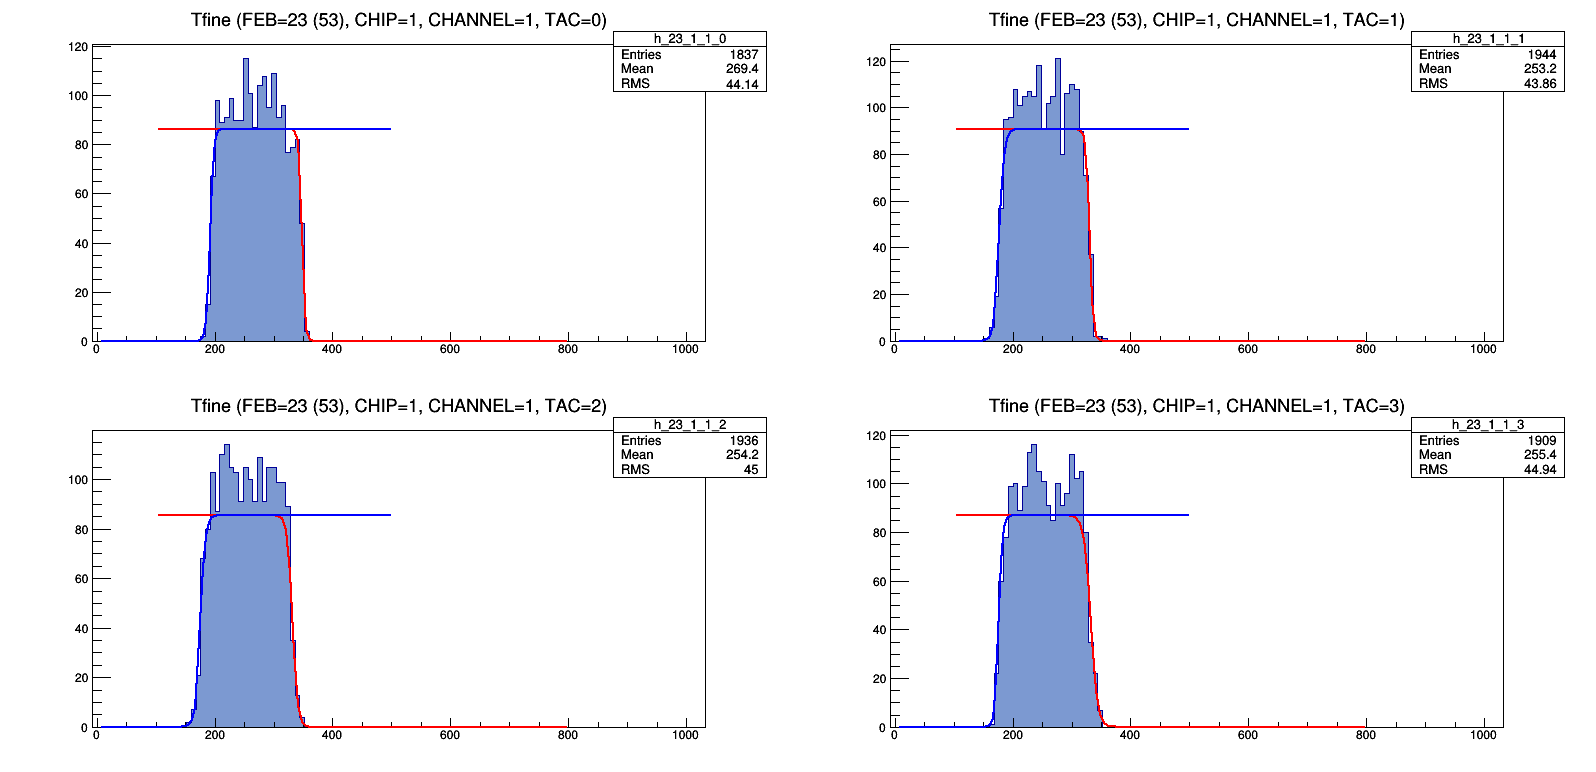 Tfine (FEB=23 (53), CHIP=1, CHANNEL=1, TAC=0)
h_23_1_1_0
Entries 1837
Mean 269.4
RMS 44.14
120
100
80
60
40
20
0
0 200 400 600 800 1000
Tfine (FEB=23 (53), CHIP=1, CHANNEL=1, TAC=1)
h_23_1_1_1
Entries 1944
Mean 253.2
RMS 43.86
120
100
80
60
40
20
0
0 200 400 600 800 1000
Tfine (FEB=23 (53), CHIP=1, CHANNEL=1, TAC=2)
h_23_1_1_2
Entries 1936
Mean 254.2
RMS 45
100
80
60
40
20
0
0 200 400 600 800 1000
Tfine (FEB=23 (53), CHIP=1, CHANNEL=1, TAC=3)
h_23_1_1_3
Entries 1909
Mean 255.4
RMS 44.94
120
100
80
60
40
20
0
0 200 400 600 800 1000